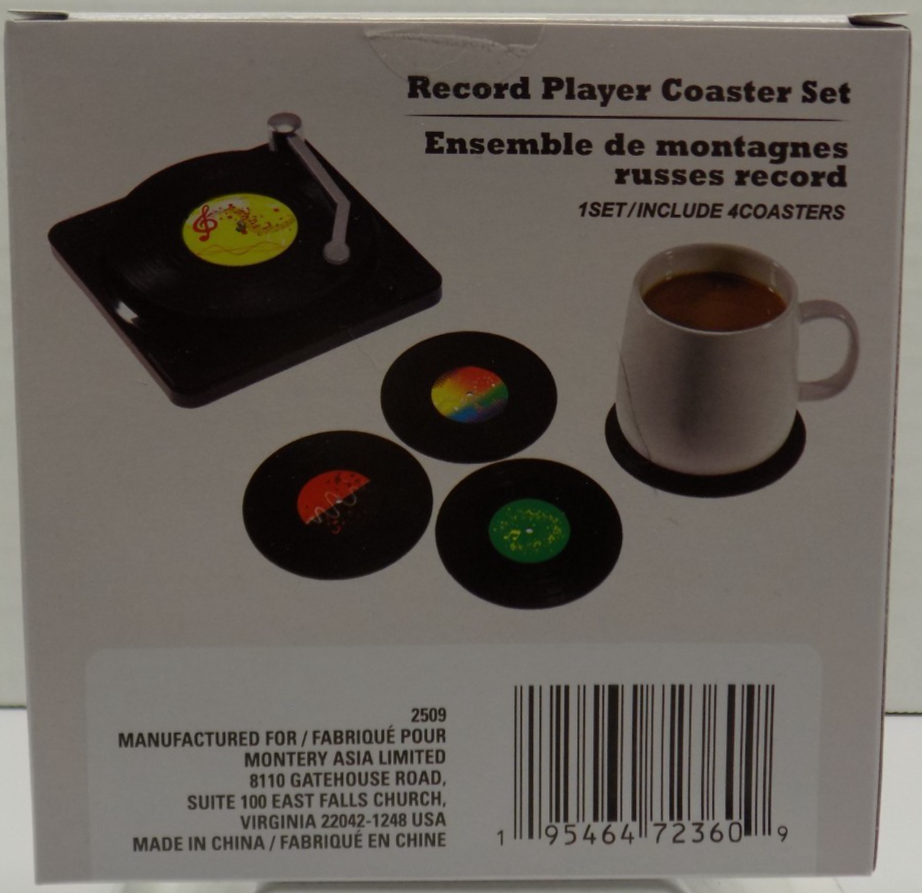 Record Player Coaster Set
Ensemble de montagnes
russes record
1SET/INCLUDE 4COASTERS
2509
MANUFACTURED FOR / FABRIQUÉ POUR
MONTERY ASIA LIMITED
8110 GATEHOUSE ROAD,
SUITE 100 EAST FALLS CHURCH,
VIRGINIA 22042-1248 USA
MADE IN CHINA / FABRIQUÉ EN CHINE
1 95464 72360 9